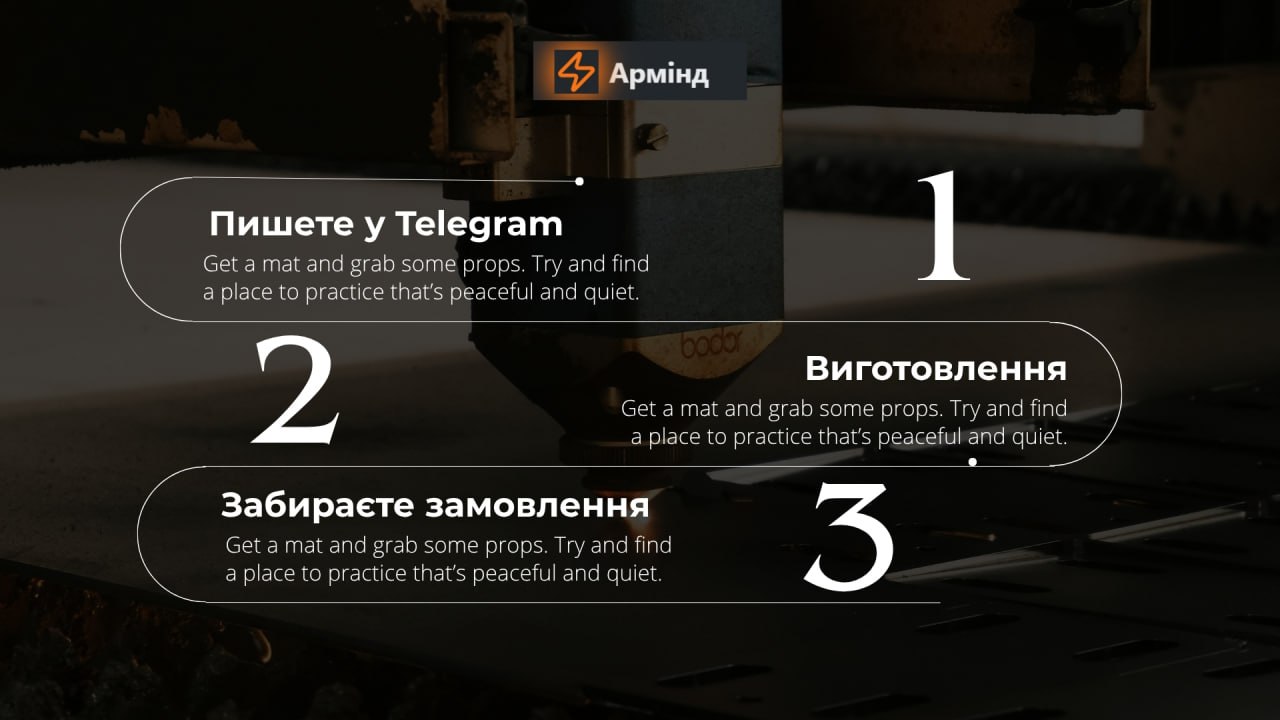 Армінд
1
Пишете у Telegram
Get a mat and grab some props. Try and find
a place to practice that’s peaceful and quiet.
2
Виготовлення
Get a mat and grab some props. Try and find
a place to practice that’s peaceful and quiet.
bodor
3
Забираєте замовлення
Get a mat and grab some props. Try and find
a place to practice that’s peaceful and quiet.